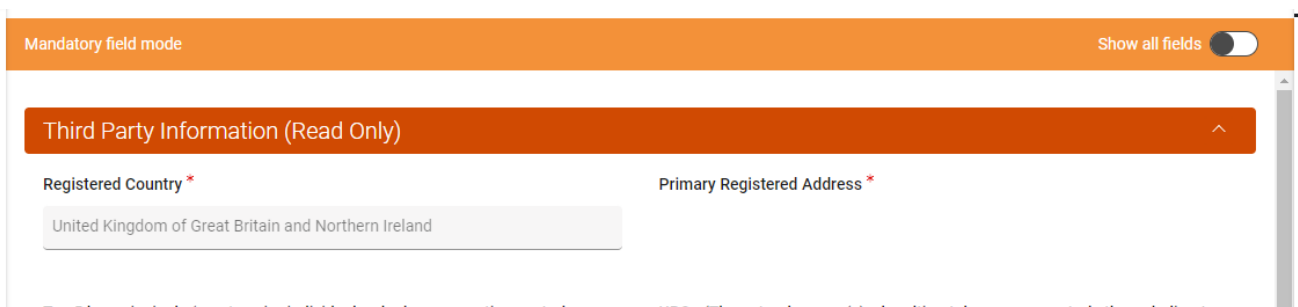 Mandatory field mode
Show all fields
Third Party Information (Read Only)
Registered Country *
Primary Registered Address *
United Kingdom of Great Britain and Northern Ireland